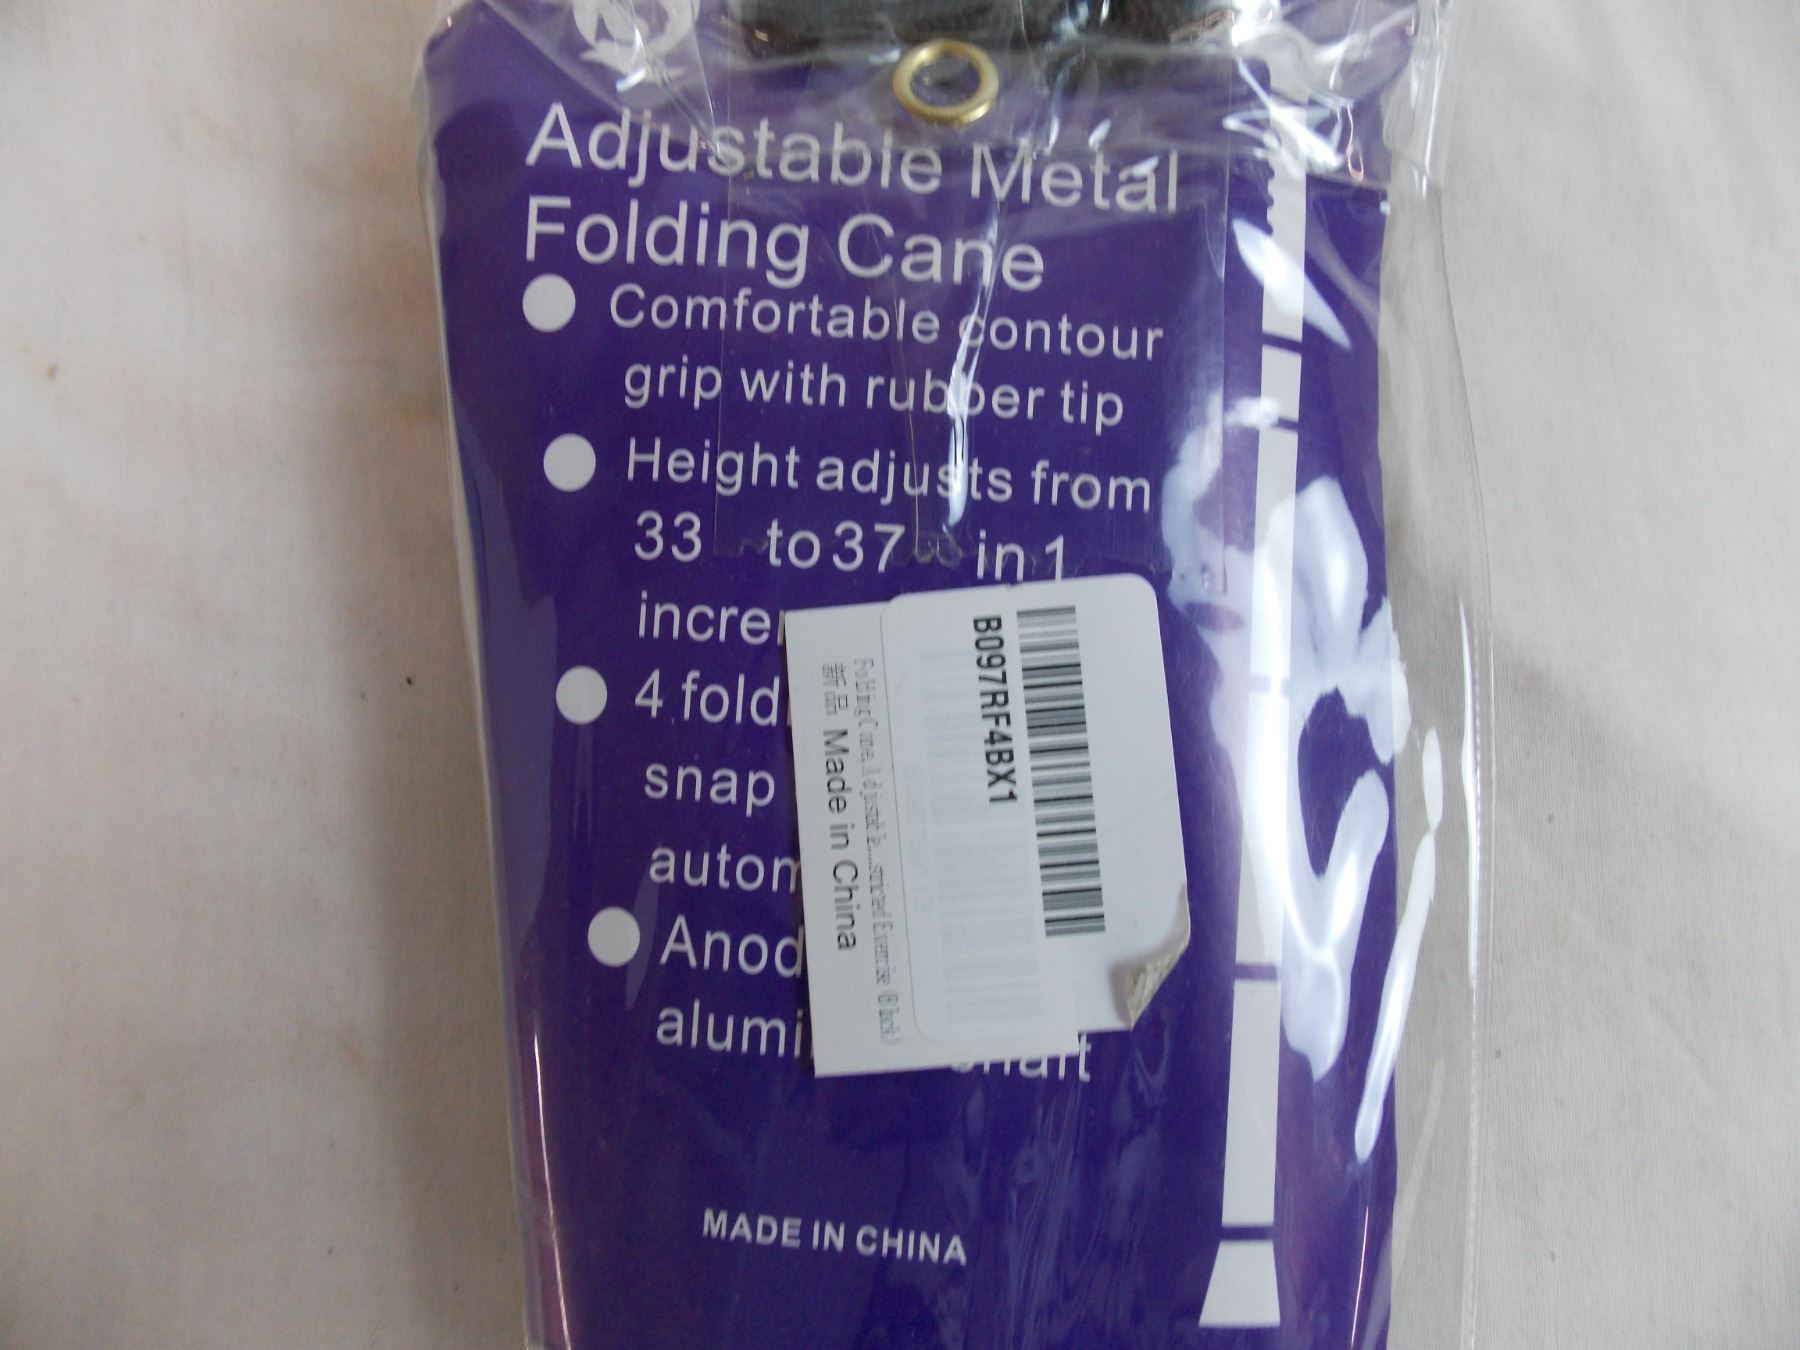 Adjustable Metal
Folding Cane
Comfortable contour
grip with rubber tip
Height adjusts from
33 to 37 in 1
incre
4 fold
snap
autom
Anod
alumi shaft
B097RF4BX1
新品 Made in China
MADE IN CHINA